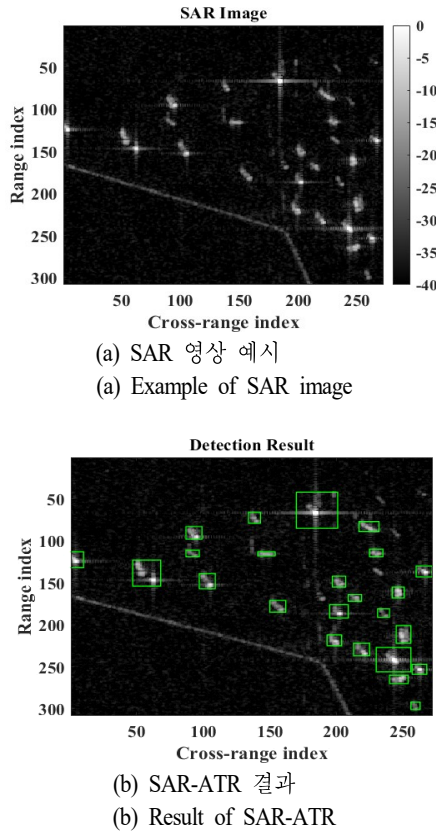 SAR Image
0
-5
-10
-15
-20
-25
-30
-35
-40
50
100
150
200
250
300
Range index
50 100 150 200 250
Cross-range index
(a) SAR 영상 예시
(a) Example of SAR image
Detection Result
50
100
150
200
250
300
Range index
50 100 150 200 250
Cross-range index
(b) SAR-ATR 결과
(b) Result of SAR-ATR